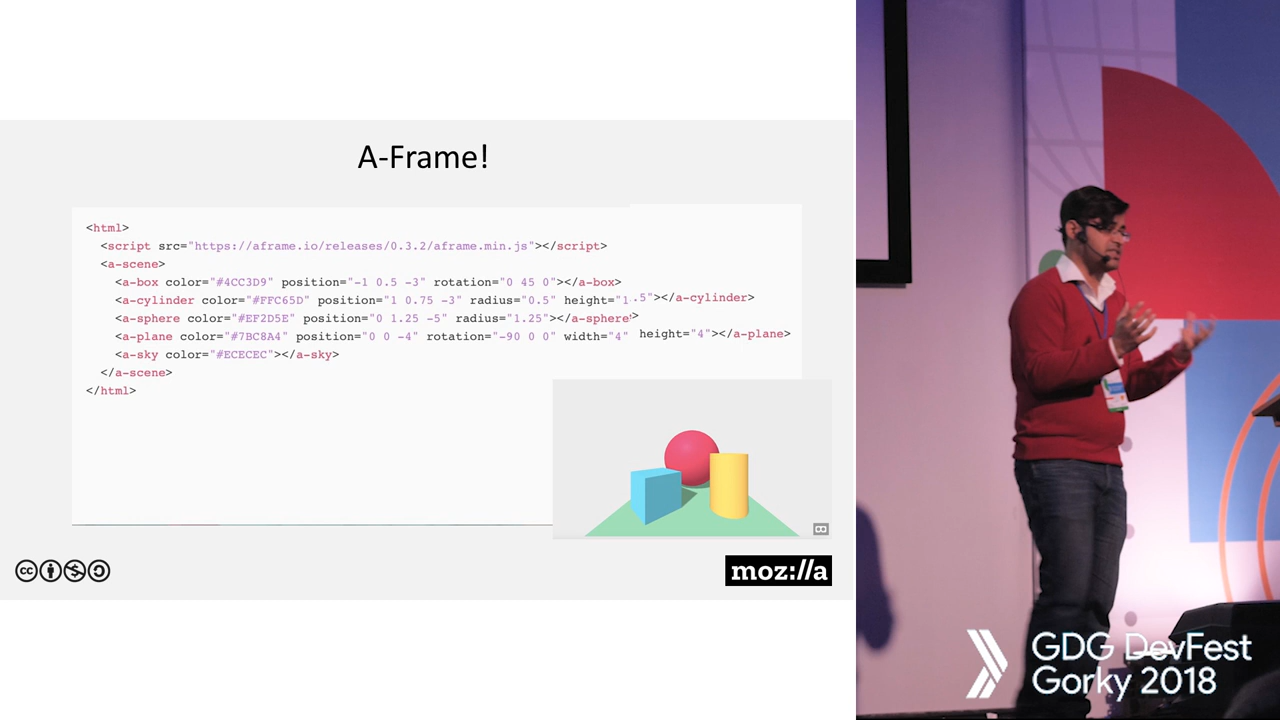 A-Frame!
<html>
<script src="https://aframe.io/releases/0.3.2/aframe.min.js"></script>
<a-scene>
<a-box color="#4CC3D9" position="-1 0.5 -3" rotation="0 45 0"></a-box>
<a-cylinder color="#FFC65D" position="1 0.75 -3" radius="0.5" height="1.5"></a-cylinder>
<a-sphere color="#EF2D5E" position="0 1.25 -5" radius="1.25"></a-sphere>
<a-plane color="#7BC8A4" position="0 0 -4" rotation="-90 0 0" width="4" height="4"></a-plane>
<a-sky color="#ECECEC"></a-sky>
</a-scene>
</html>
cc
moz://a
GDG DevFest
Gorky 2018